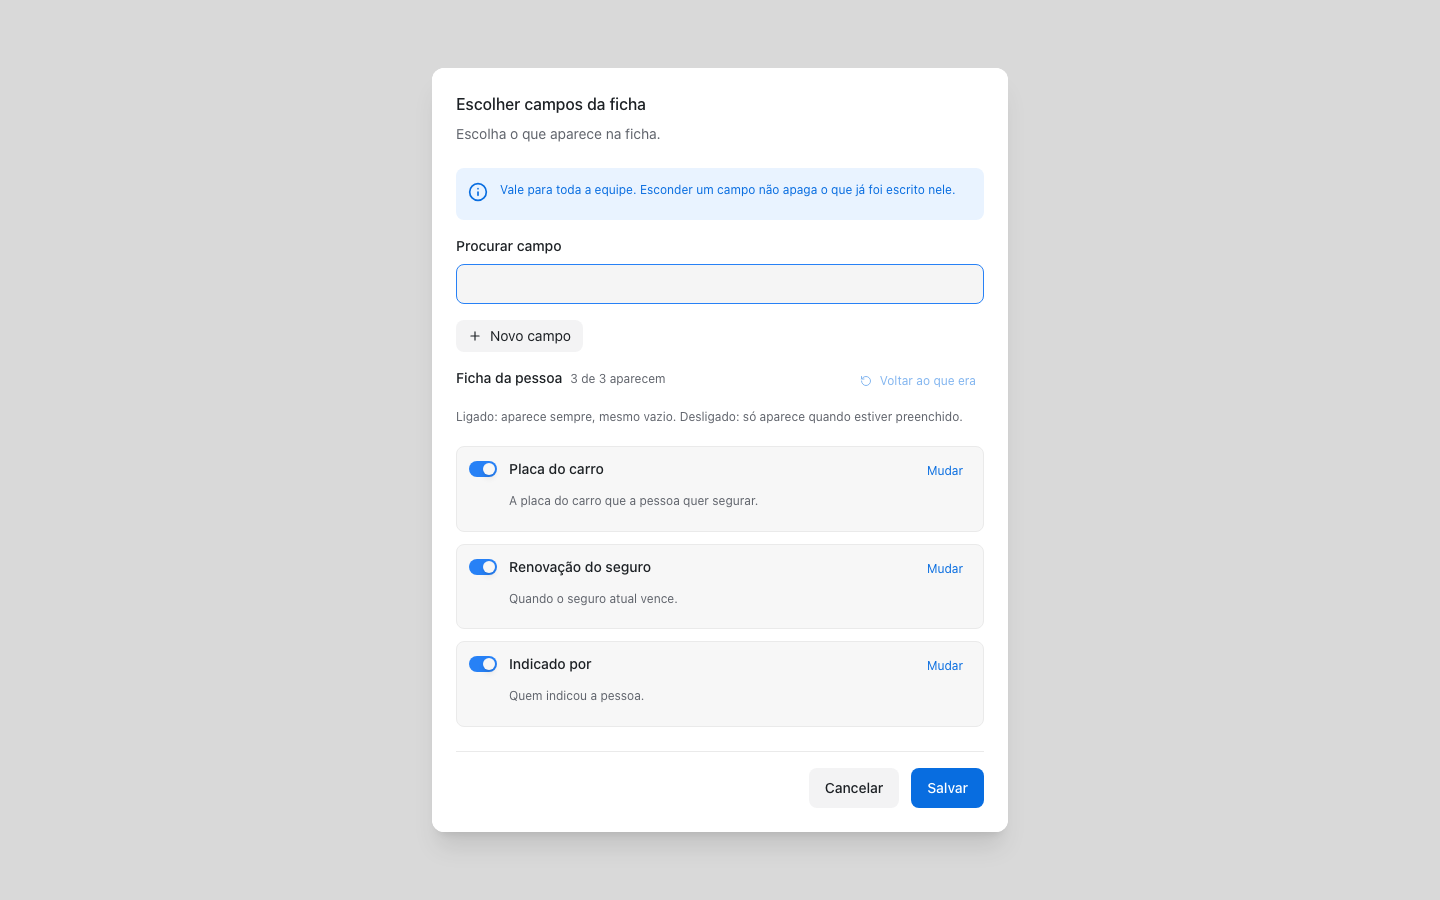 Escolher campos da ficha
Escolha o que aparece na ficha.
Vale para toda a equipe. Esconder um campo não apaga o que já foi escrito nele.
Procurar campo
Novo campo
Ficha da pessoa 3 de 3 aparecem Voltar ao que era
Ligado: aparece sempre, mesmo vazio. Desligado: só aparece quando estiver preenchido.
Placa do carro Mudar
A placa do carro que a pessoa quer segurar.
Renovação do seguro Mudar
Quando o seguro atual vence.
Indicado por Mudar
Quem indicou a pessoa.
Cancelar Salvar